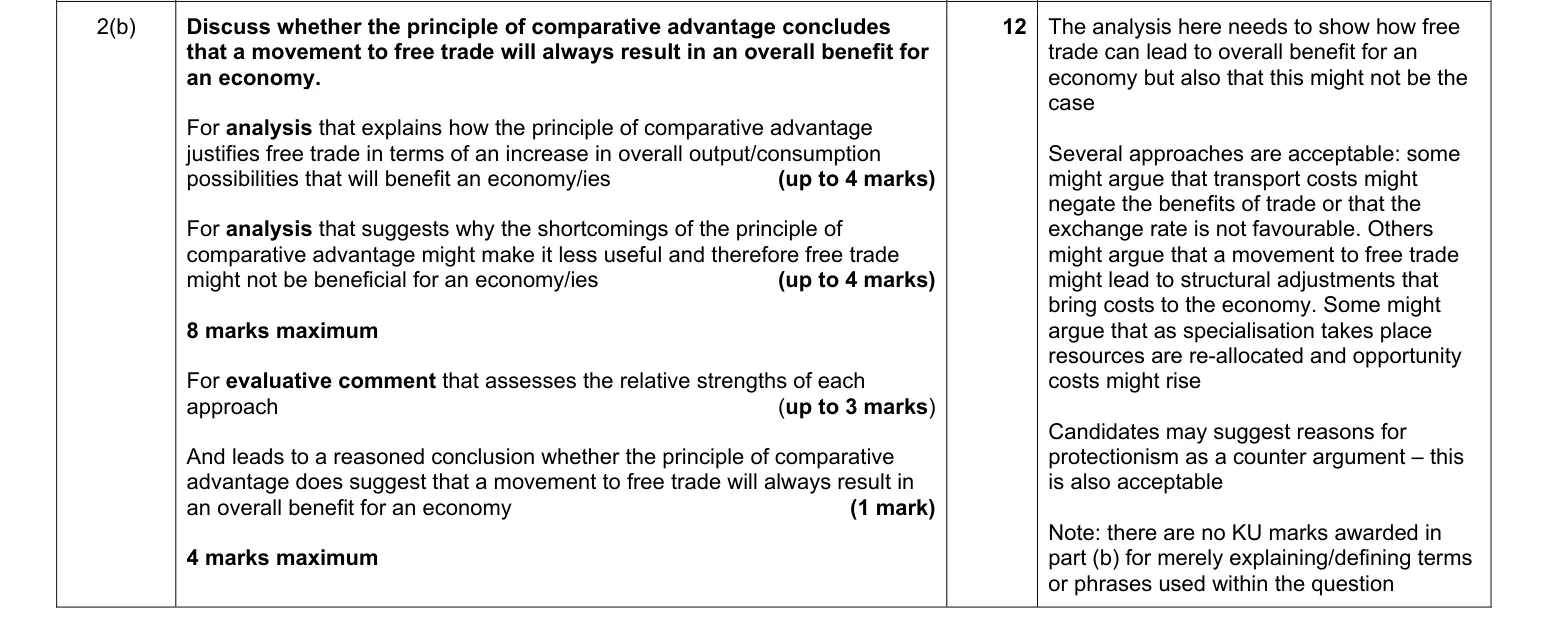 2(b)
Discuss whether the principle of comparative advantage concludes
that a movement to free trade will always result in an overall benefit for
an economy.
For analysis that explains how the principle of comparative advantage
justifies free trade in terms of an increase in overall output/consumption
possibilities that will benefit an economy/ies (up to 4 marks)
For analysis that suggests why the shortcomings of the principle of
comparative advantage might make it less useful and therefore free trade
might not be beneficial for an economy/ies (up to 4 marks)
8 marks maximum
For evaluative comment that assesses the relative strengths of each
approach (up to 3 marks)
And leads to a reasoned conclusion whether the principle of comparative
advantage does suggest that a movement to free trade will always result in
an overall benefit for an economy (1 mark)
4 marks maximum
12
The analysis here needs to show how free
trade can lead to overall benefit for an
economy but also that this might not be the
case
Several approaches are acceptable: some
might argue that transport costs might
negate the benefits of trade or that the
exchange rate is not favourable. Others
might argue that a movement to free trade
might lead to structural adjustments that
bring costs to the economy. Some might
argue that as specialisation takes place
resources are re-allocated and opportunity
costs might rise
Candidates may suggest reasons for
protectionism as a counter argument – this
is also acceptable
Note: there are no KU marks awarded in
part (b) for merely explaining/defining terms
or phrases used within the question